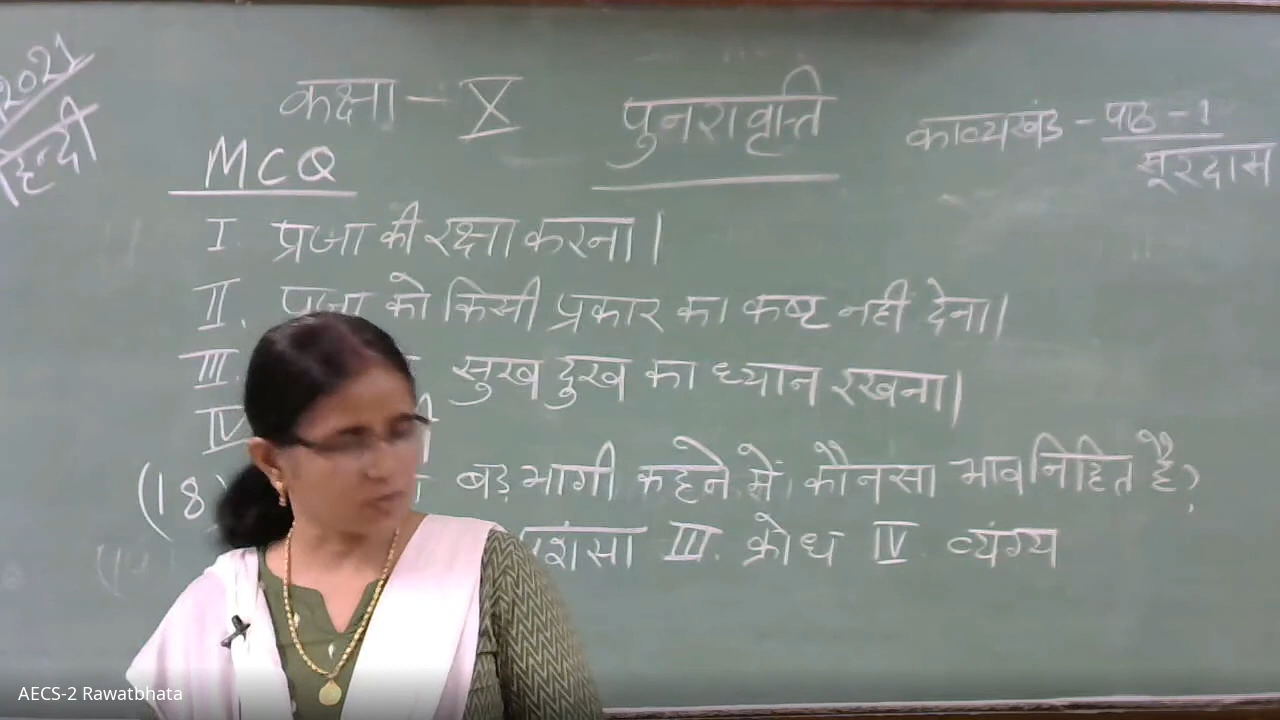 2021
हिन्दी
कक्षा - X पुनरावृत्ति काव्यखंड - पाठ - 1
सूरदास
MCQ
I. प्रजा की रक्षा करना।
II. प्रजा को किसी प्रकार का कष्ट नहीं देना।
III. सुख दुख का ध्यान रखना।
IV
(18) बड़भागी कहने में कौनसा भाव निहित है?
III. क्रोध IV. व्यंग्य
AECS-2 Rawatbhata